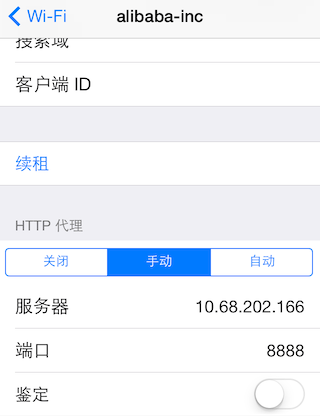 Wi-Fi alibaba-inc
搜索域
客户端 ID
续租
HTTP 代理
关闭 手动 自动
服务器 10.68.202.166
端口 8888
鉴定